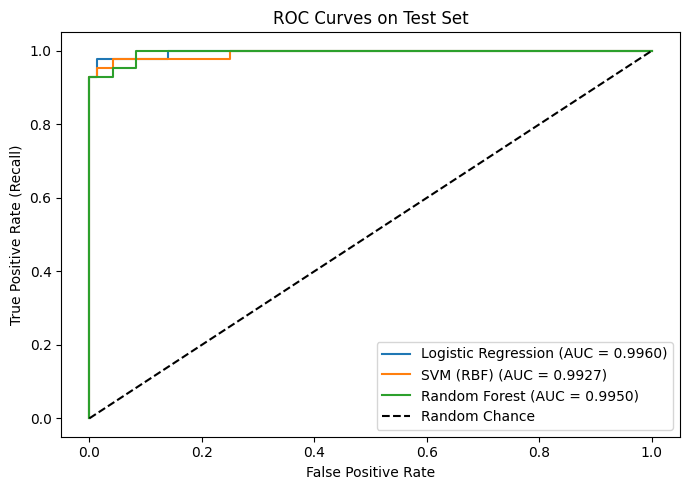 ROC Curves on Test Set
True Positive Rate (Recall)
1.0
0.8
0.6
0.4
0.2
0.0
Logistic Regression (AUC = 0.9960)
SVM (RBF) (AUC = 0.9927)
Random Forest (AUC = 0.9950)
Random Chance
0.0 0.2 0.4 0.6 0.8 1.0
False Positive Rate